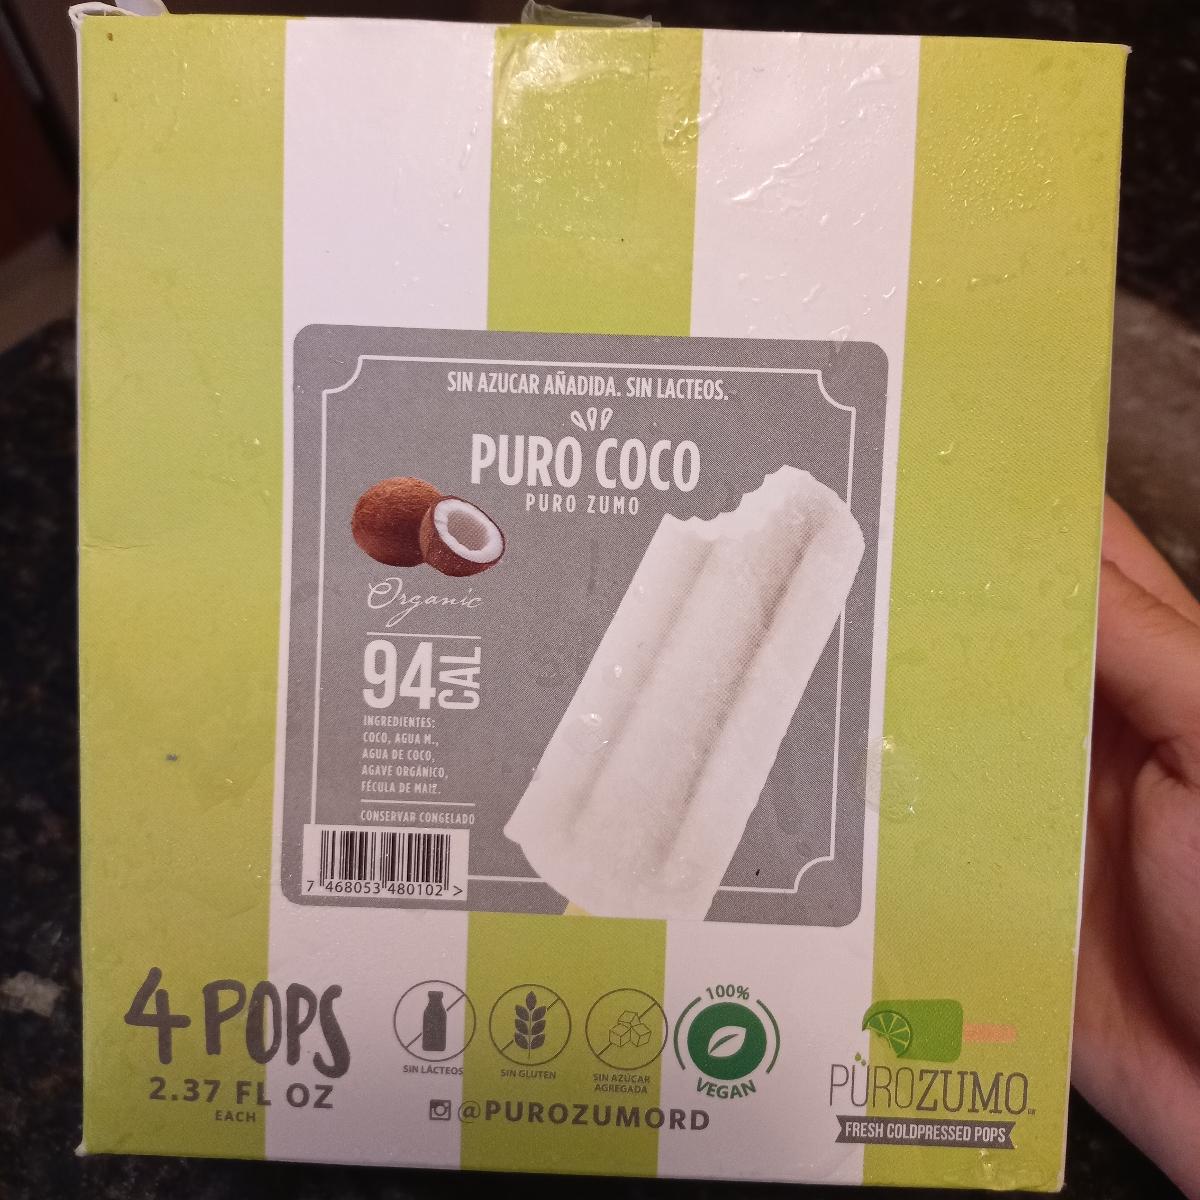 SIN AZUCAR AÑADIDA. SIN LACTEOS.
PURO COCO
PURO ZUMO
Organic
94 CAL
INGREDIENTES:
COCO, AGUA M.,
AGUA DE COCO,
AGAVE ORGÁNICO,
FÉCULA DE MAIZ.
CONSERVAR CONGELADO
7 468053 480102 >
4 POPS
2.37 FL OZ
EACH
SIN LÁCTEOS
SIN GLUTEN
SIN AZÚCAR
AGREGADA
100%
VEGAN
@PUROZUMORD
PUROZUMO
FRESH COLDPRESSED POPS